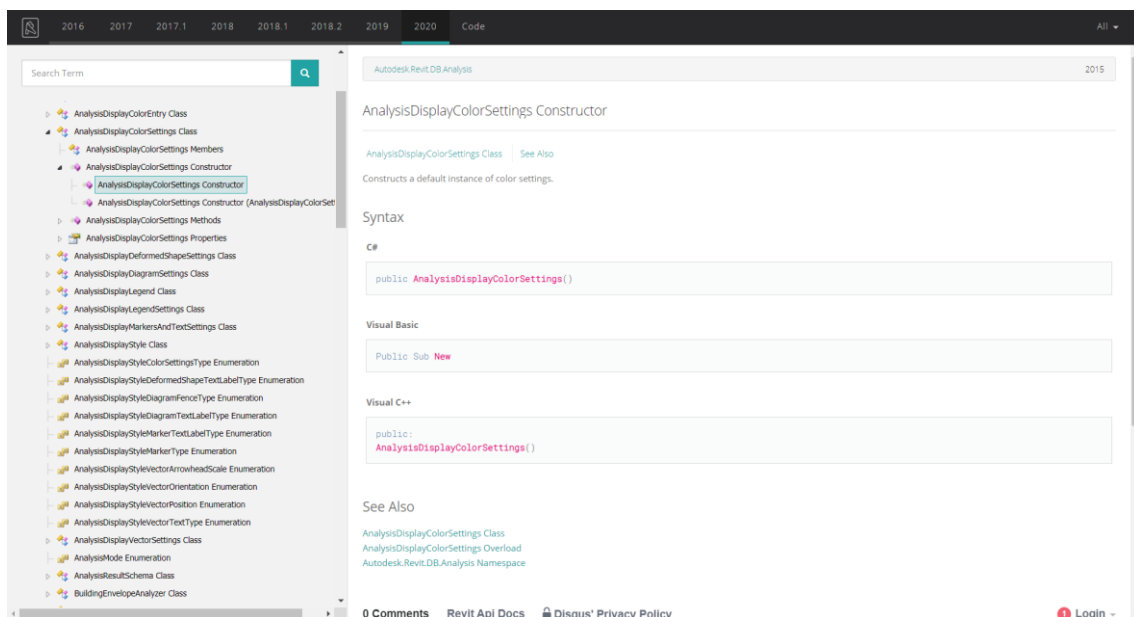 2016 2017 2017.1 2018 2018.1 2018.2 2019 2020 Code All
Search Term
AnalysisDisplayColorEntry Class
AnalysisDisplayColorSettings Class
AnalysisDisplayColorSettings Members
AnalysisDisplayColorSettings Constructor
AnalysisDisplayColorSettings Constructor
AnalysisDisplayColorSettings Constructor (AnalysisDisplayColorSett
AnalysisDisplayColorSettings Methods
AnalysisDisplayColorSettings Properties
AnalysisDisplayDeformedShapeSettings Class
AnalysisDisplayDiagramSettings Class
AnalysisDisplayLegend Class
AnalysisDisplayLegendSettings Class
AnalysisDisplayMarkersAndTextSettings Class
AnalysisDisplayStyle Class
AnalysisDisplayStyleColorSettingsType Enumeration
AnalysisDisplayStyleDeformedShapeTextLabelType Enumeration
AnalysisDisplayStyleDiagramFenceType Enumeration
AnalysisDisplayStyleDiagramTextLabelType Enumeration
AnalysisDisplayStyleMarkerTextLabelType Enumeration
AnalysisDisplayStyleMarkerType Enumeration
AnalysisDisplayStyleVectorArrowheadScale Enumeration
AnalysisDisplayStyleVectorOrientation Enumeration
AnalysisDisplayStyleVectorPosition Enumeration
AnalysisDisplayStyleVectorTextType Enumeration
AnalysisDisplayVectorSettings Class
AnalysisMode Enumeration
AnalysisResultSchema Class
BuildingEnvelopeAnalyzer Class
Autodesk.Revit.DB.Analysis 2015
AnalysisDisplayColorSettings Constructor
AnalysisDisplayColorSettings Class See Also
Constructs a default instance of color settings.
Syntax
C#
public AnalysisDisplayColorSettings()
Visual Basic
Public Sub New
Visual C++
public:
AnalysisDisplayColorSettings()
See Also
AnalysisDisplayColorSettings Class
AnalysisDisplayColorSettings Overload
Autodesk.Revit.DB.Analysis Namespace
0 Comments Revit Api Docs Disqus' Privacy Policy 1 Login